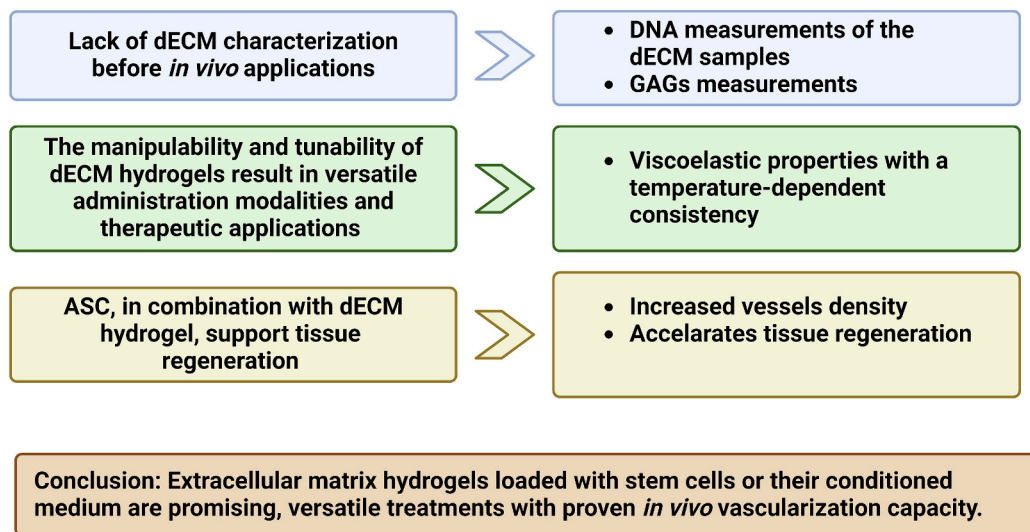 Lack of dECM characterization
before in vivo applications
• DNA measurements of the
dECM samples
• GAGs measurements
The manipulability and tunability of
dECM hydrogels result in versatile
administration modalities and
therapeutic applications
• Viscoelastic properties with a
temperature-dependent
consistency
ASC, in combination with dECM
hydrogel, support tissue
regeneration
• Increased vessels density
• Accelarates tissue regeneration
Conclusion: Extracellular matrix hydrogels loaded with stem cells or their conditioned
medium are promising, versatile treatments with proven in vivo vascularization capacity.